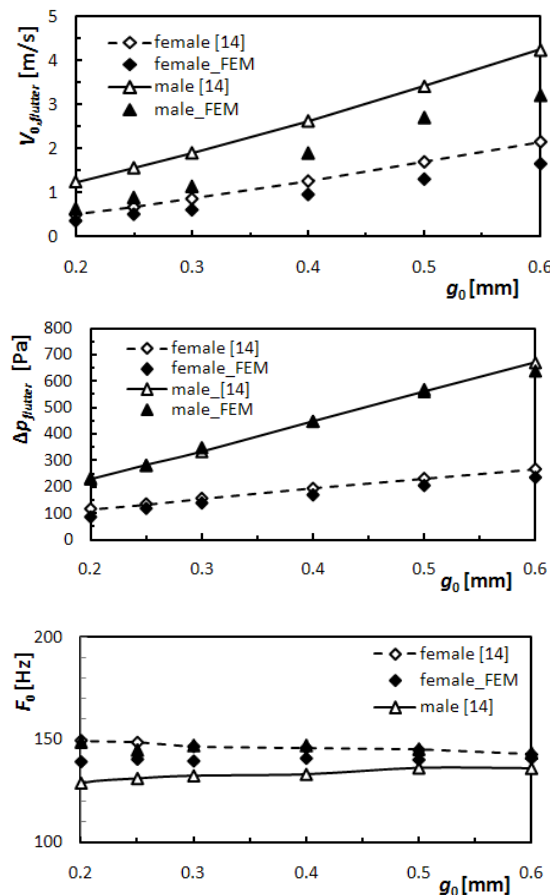 V0,flutter [m/s]
5
4
3
2
1
0
female [14]
female_FEM
male [14]
male_FEM
0.2 0.3 0.4 0.5 0.6
g0 [mm]
Δpflutter [Pa]
800
700
600
500
400
300
200
100
0
female [14]
female_FEM
male_[14]
male_FEM
0.2 0.3 0.4 0.5 0.6
g0 [mm]
F0 [Hz]
200
150
100
female [14]
female_FEM
male [14]
0.2 0.3 0.4 0.5 0.6
g0 [mm]